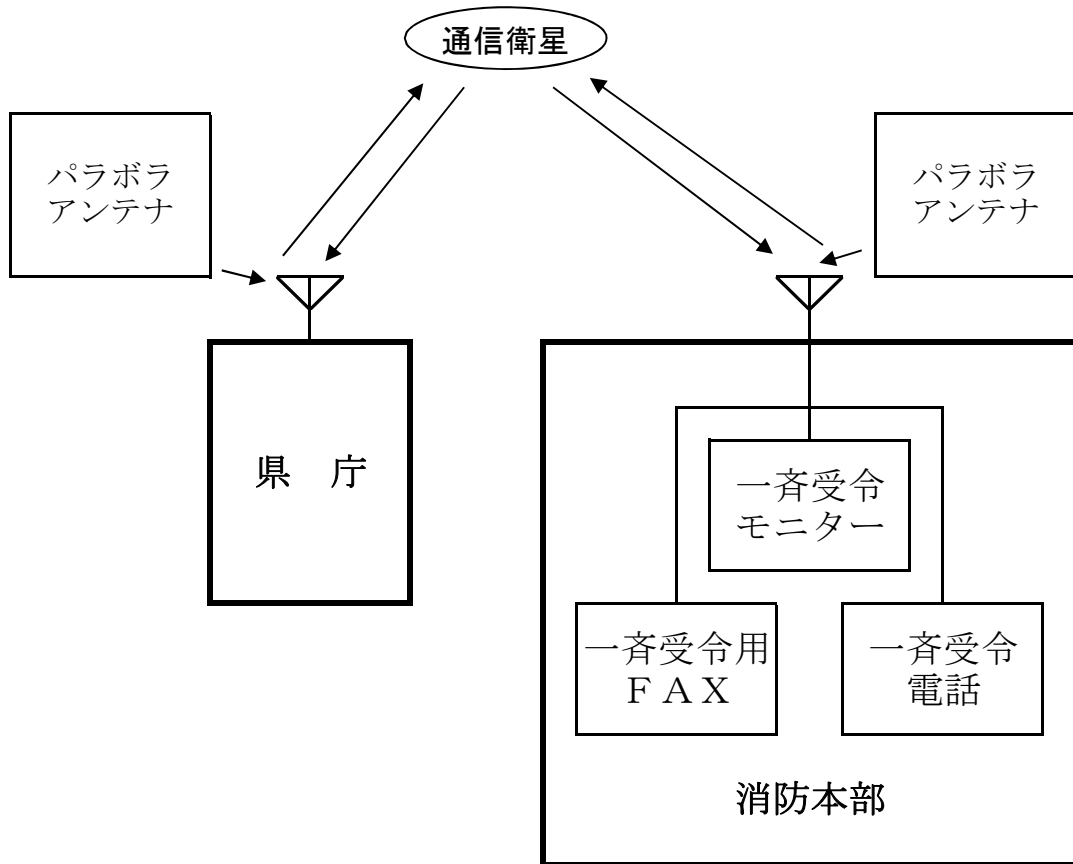 通信衛星
パラボラ
アンテナ
パラボラ
アンテナ
県 庁
一斉受令
モニター
一斉受令用
ＦＡＸ
一斉受令
電話
消防本部